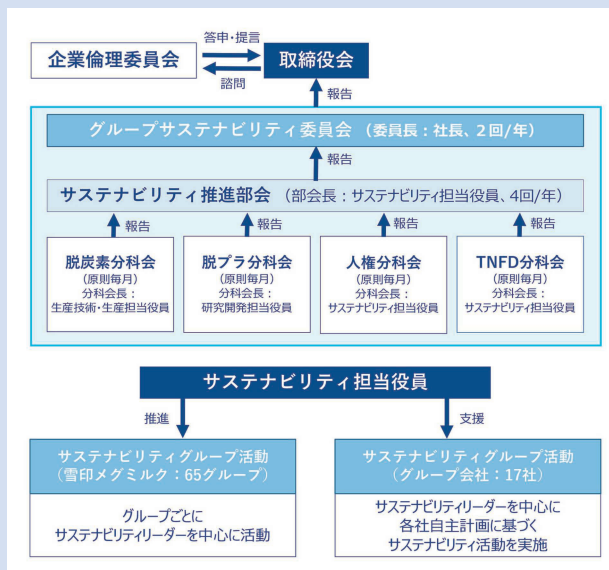 答申・提言
企業倫理委員会
取締役会
諮問
報告
グループサステナビリティ委員会 (委員長:社長、2回/年)
報告
サステナビリティ推進部会 (部会長:サステナビリティ担当役員、4回/年)
報告 報告 報告 報告
脱炭素分科会
(原則毎月)
分科会長:
生産技術・生産担当役員
脱プラ分科会
(原則毎月)
分科会長:
研究開発担当役員
人権分科会
(原則毎月)
分科会長:
サステナビリティ担当役員
TNFD分科会
(原則毎月)
分科会長:
サステナビリティ担当役員
サステナビリティ担当役員
推進
支援
サステナビリティグループ活動
(雪印メグミルク:65グループ)
グループごとに
サステナビリティリーダーを中心に活動
サステナビリティグループ活動
(グループ会社:17社)
サステナビリティリーダーを中心に
各社自主計画に基づく
サステナビリティ活動を実施